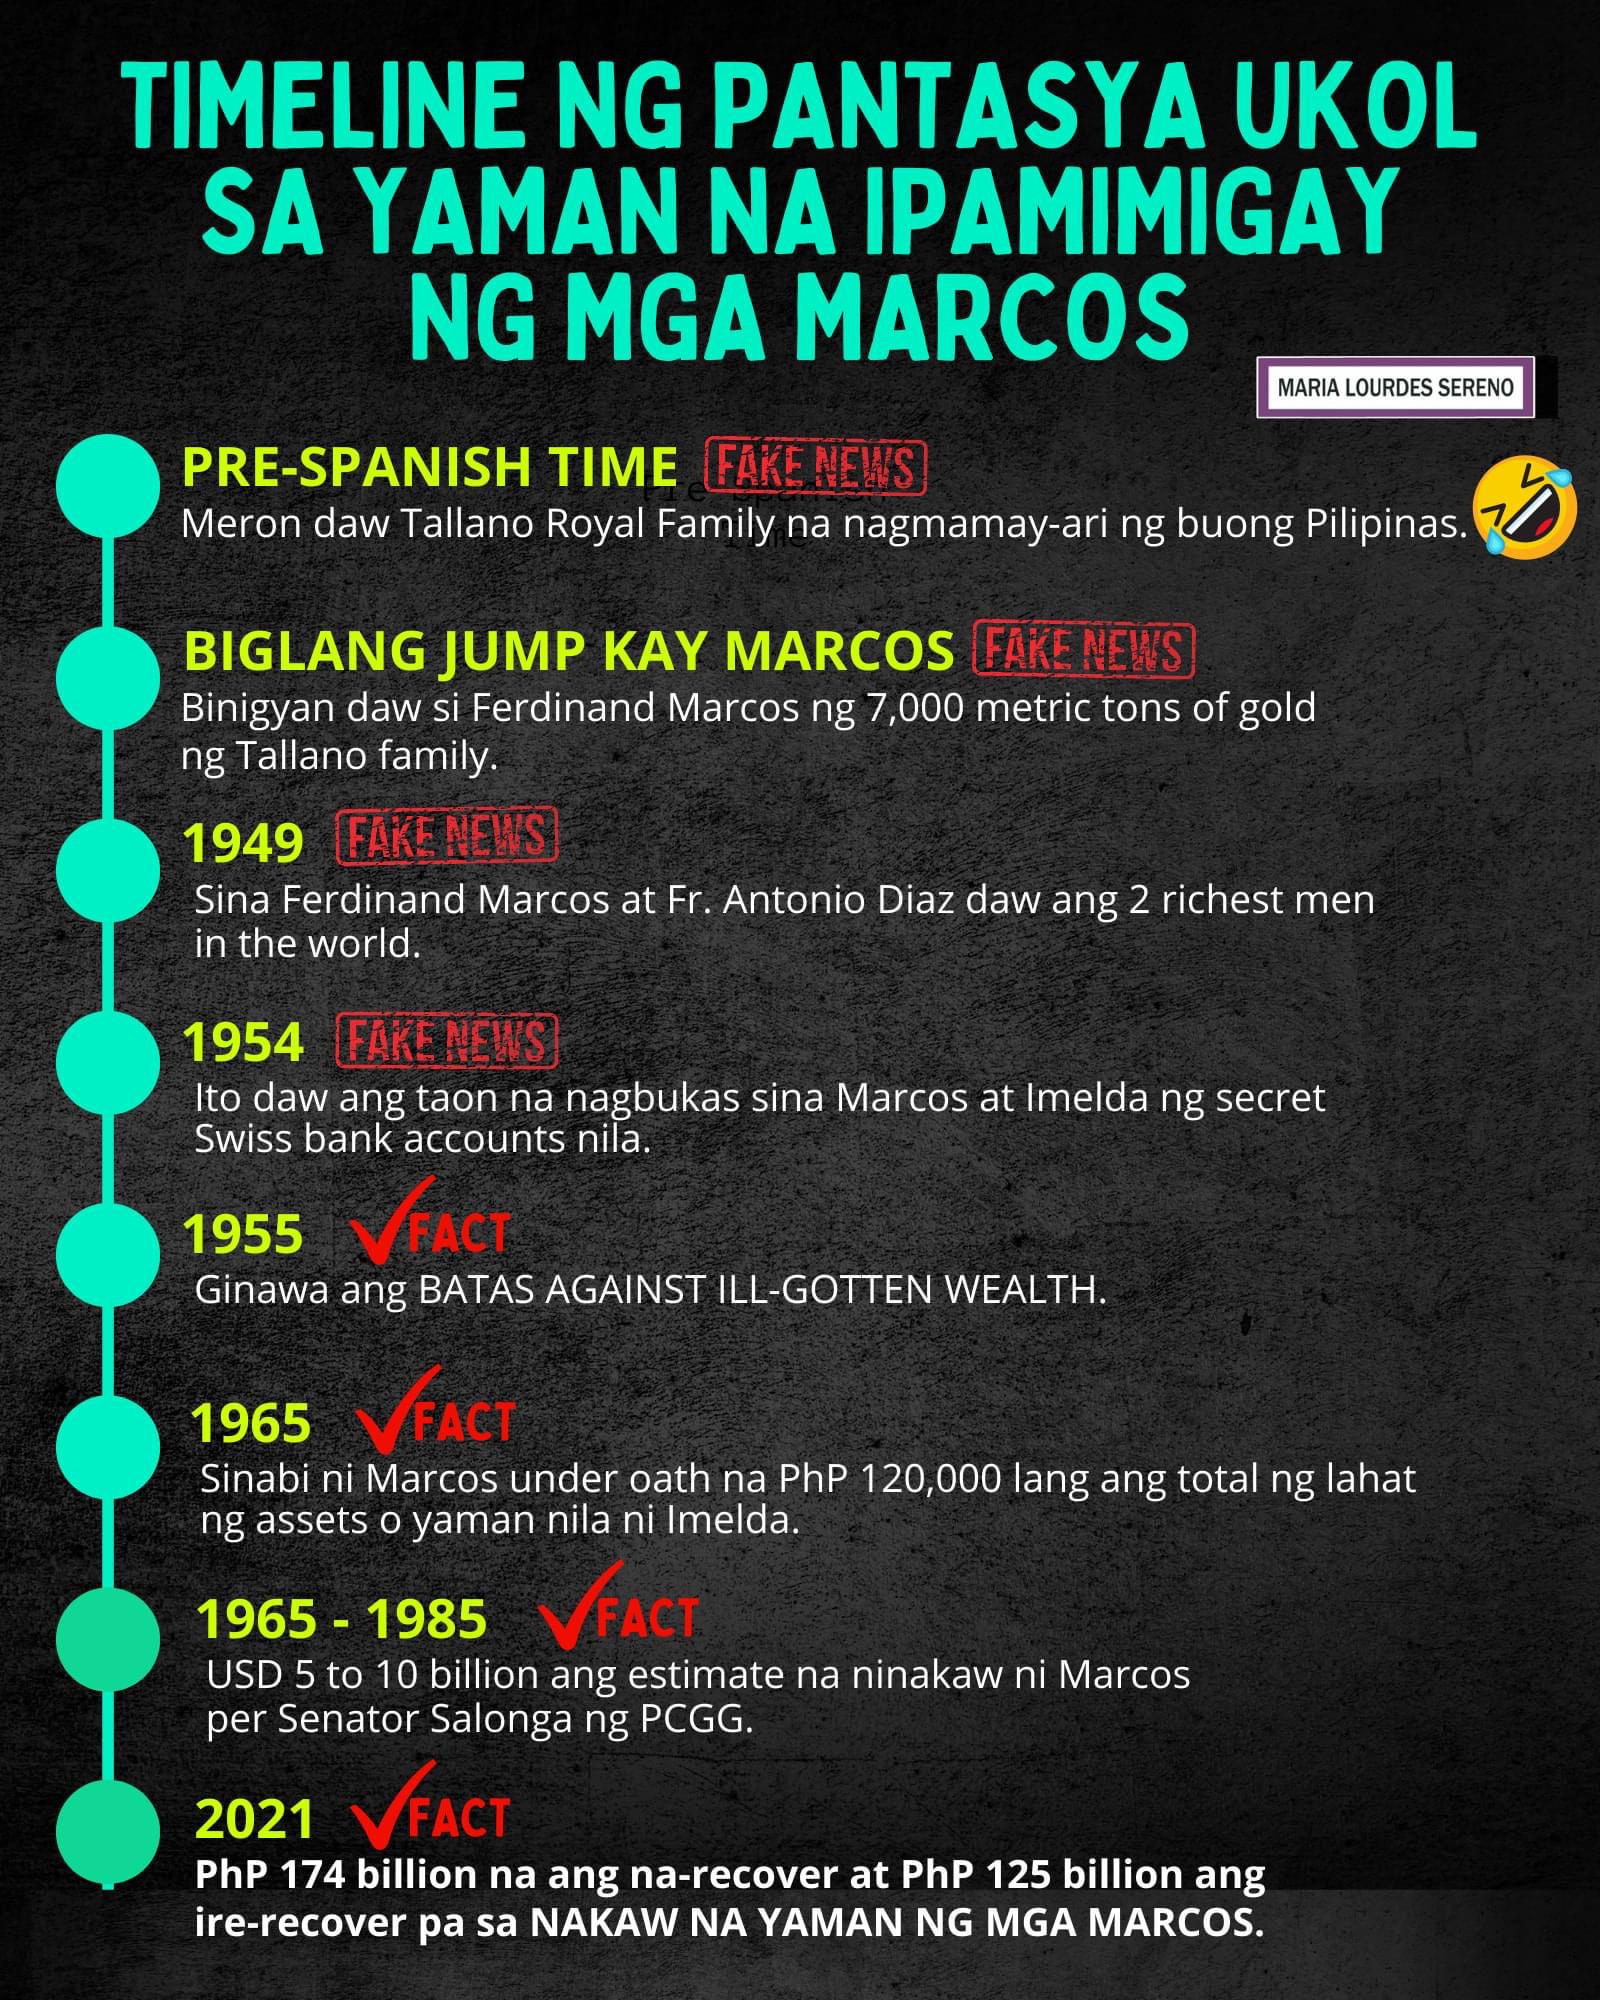 TIMELINE NG PANTASYA UKOL
SA YAMAN NA IPAMIMIGAY
NG MGA MARCOS
MARIA LOURDES SERENO
PRE-SPANISH TIME FAKE NEWS
Meron daw Tallano Royal Family na nagmamay-ari ng buong Pilipinas.
BIGLANG JUMP KAY MARCOS FAKE NEWS
Binigyan daw si Ferdinand Marcos ng 7,000 metric tons of gold
ng Tallano family.
1949 FAKE NEWS
Sina Ferdinand Marcos at Fr. Antonio Diaz daw ang 2 richest men
in the world.
1954 FAKE NEWS
Ito daw ang taon na nagbukas sina Marcos at Imelda ng secret
Swiss bank accounts nila.
1955 FACT
Ginawa ang BATAS AGAINST ILL-GOTTEN WEALTH.
1965 FACT
Sinabi ni Marcos under oath na PhP 120,000 lang ang total ng lahat
ng assets o yaman nila ni Imelda.
1965 - 1985 FACT
USD 5 to 10 billion ang estimate na ninakaw ni Marcos
per Senator Salonga ng PCGG.
2021 FACT
PhP 174 billion na ang na-recover at PhP 125 billion ang
ire-recover pa sa NAKAW NA YAMAN NG MGA MARCOS.